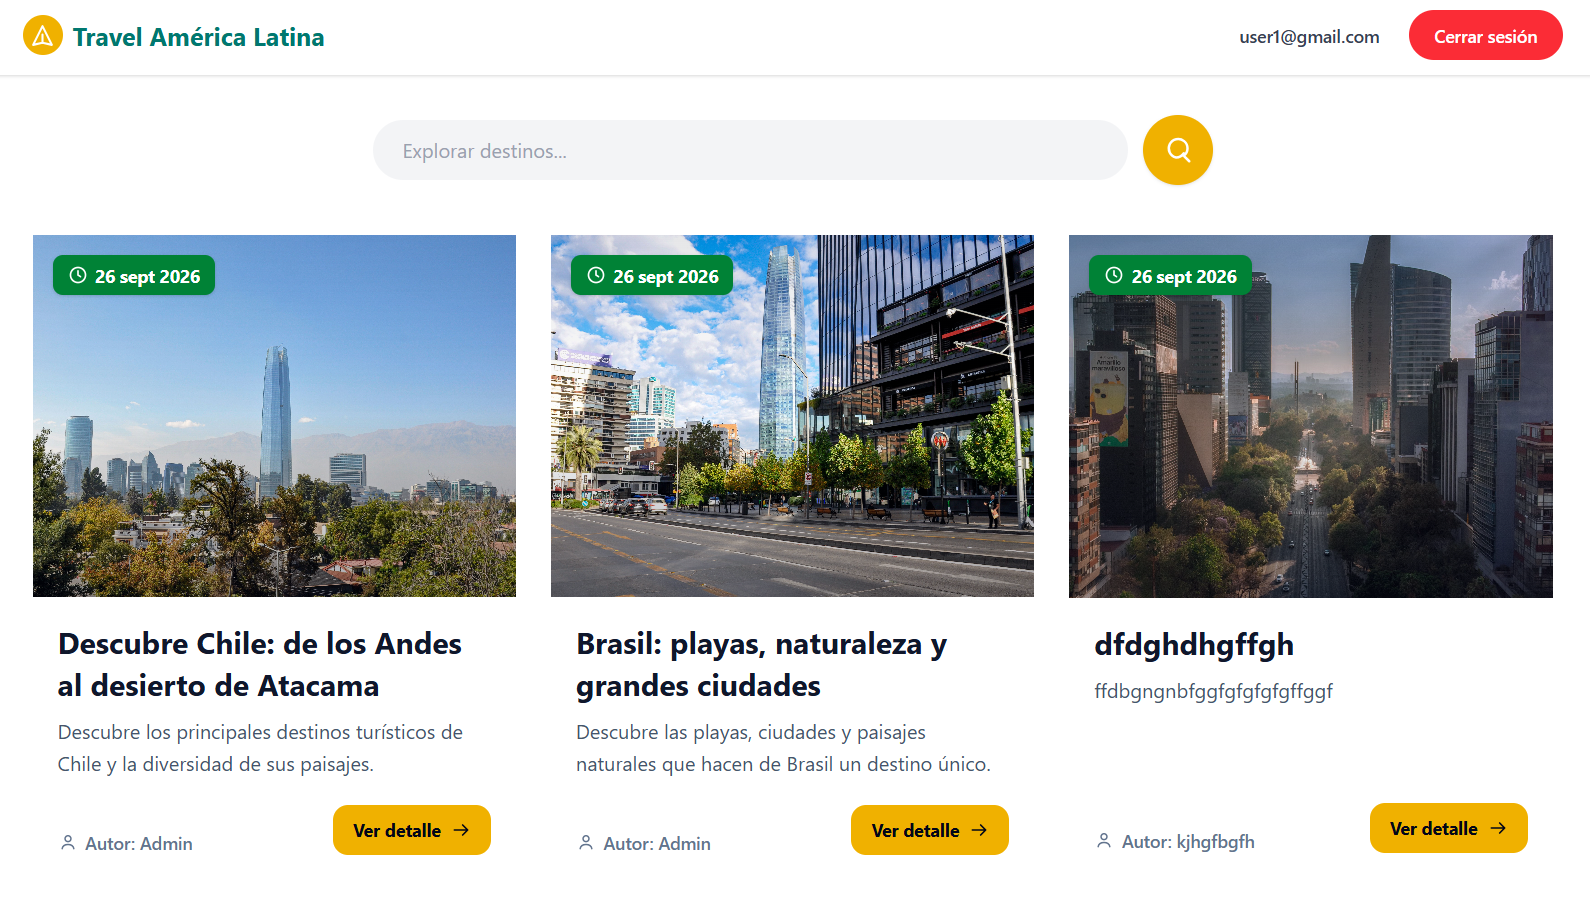 Travel América Latina
user1@gmail.com
Cerrar sesión
Explorar destinos...
26 sept 2026
26 sept 2026
26 sept 2026
Amarillo
maravilloso
Descubre Chile: de los Andes
al desierto de Atacama
Descubre los principales destinos turísticos de
Chile y la diversidad de sus paisajes.
Autor: Admin
Ver detalle
Brasil: playas, naturaleza y
grandes ciudades
Descubre las playas, ciudades y paisajes
naturales que hacen de Brasil un destino único.
Autor: Admin
Ver detalle
dfdghdhgffgh
ffdbgngnbfggfgfgfgfgffggf
Autor: kjhgfbgfh
Ver detalle